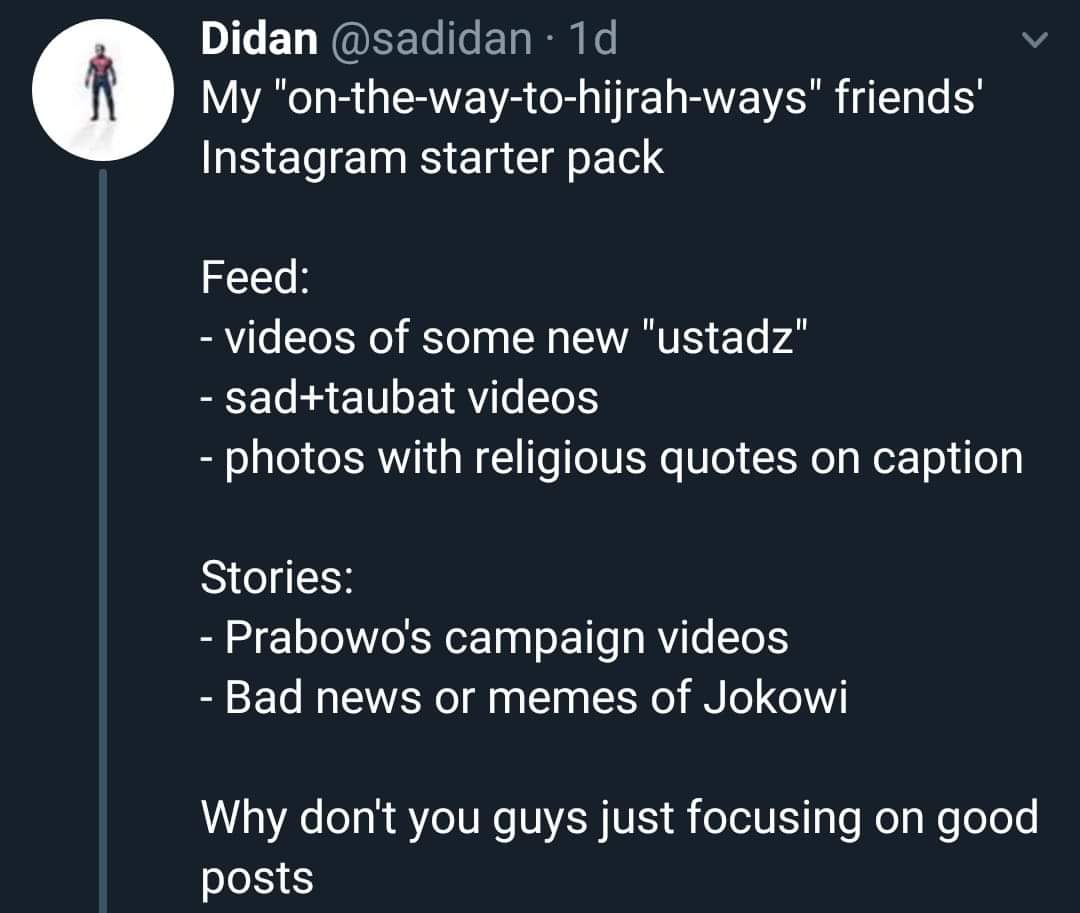 Didan @sadidan · 1d
My "on-the-way-to-hijrah-ways" friends'
Instagram starter pack
Feed:
- videos of some new "ustadz"
- sad+taubat videos
- photos with religious quotes on caption
Stories:
- Prabowo's campaign videos
- Bad news or memes of Jokowi
Why don't you guys just focusing on good
posts